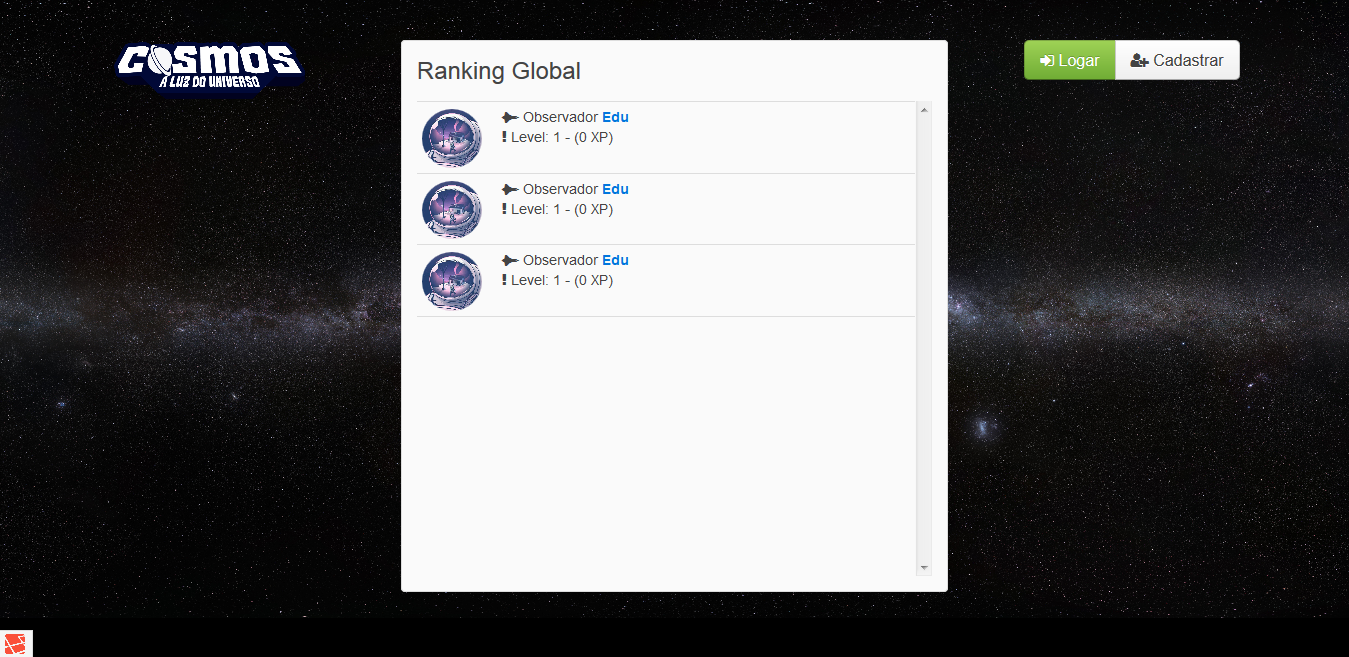 COSMOS
A LUZ DO UNIVERSO
Ranking Global
Logar
Cadastrar
Observador Edu
! Level: 1 - (0 XP)
Observador Edu
! Level: 1 - (0 XP)
Observador Edu
! Level: 1 - (0 XP)